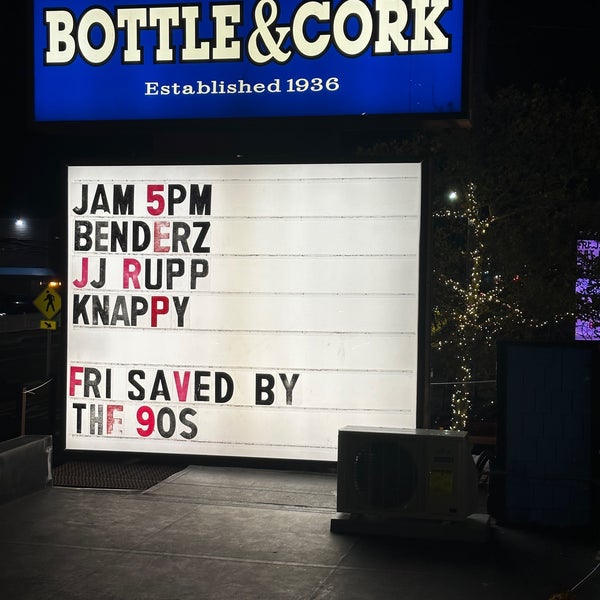 BOTTLE&CORK
Established 1936
JAM 5PM
BENDERZ
JJ RUPP
KNAPPY
FRI SAVED BY
THE 90S